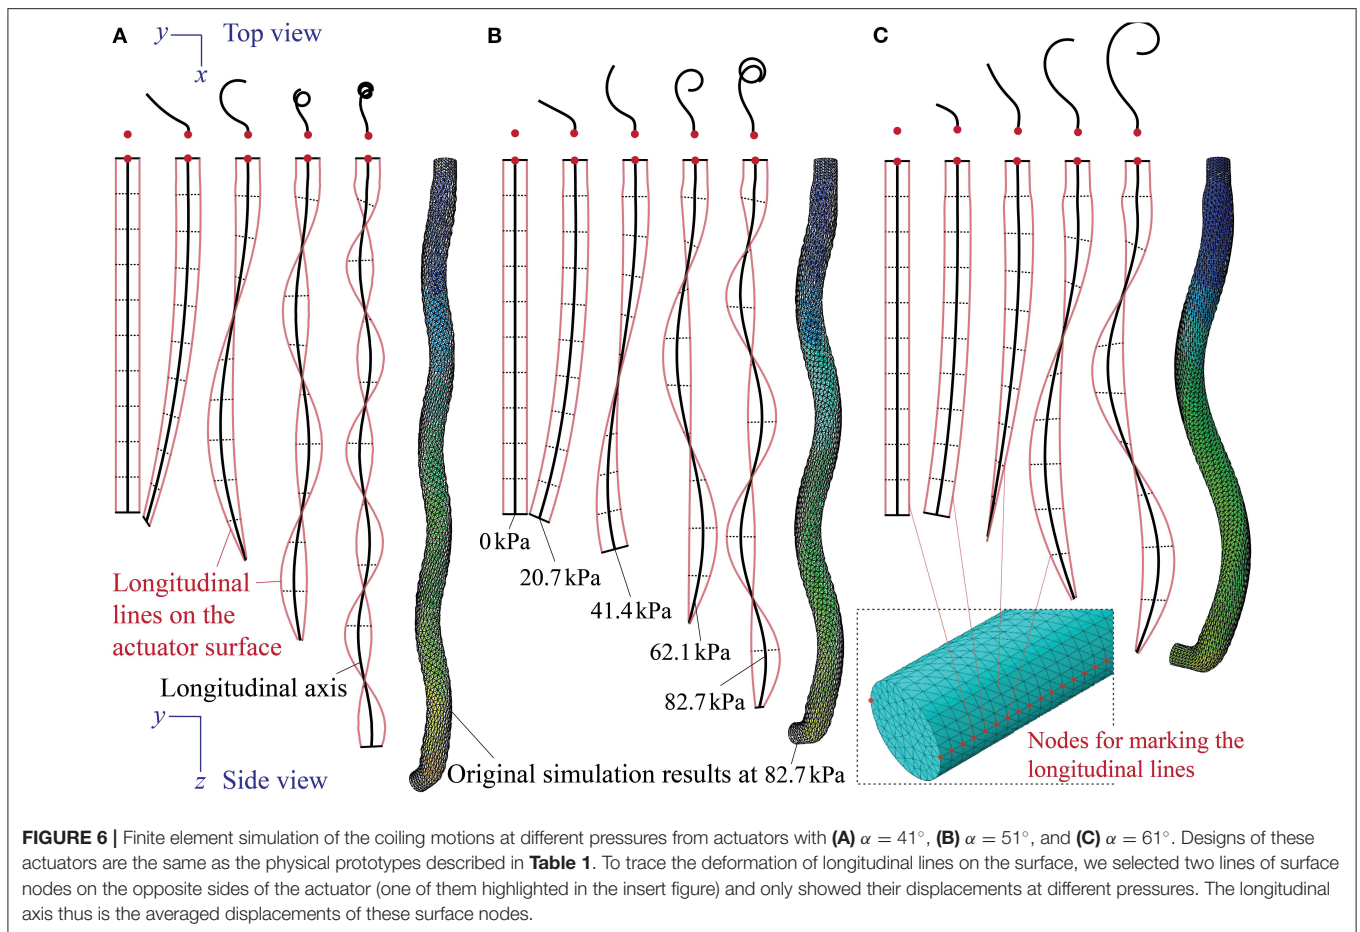 A
y
Top view
x
B
C
0 kPa
20.7 kPa
41.4 kPa
62.1 kPa
82.7 kPa
Longitudinal
lines on the
actuator surface
Longitudinal axis
y
z Side view
Original simulation results at 82.7 kPa
Nodes for marking the
longitudinal lines
FIGURE 6 | Finite element simulation of the coiling motions at different pressures from actuators with (A) α = 41°, (B) α = 51°, and (C) α = 61°. Designs of these
actuators are the same as the physical prototypes described in Table 1. To trace the deformation of longitudinal lines on the surface, we selected two lines of surface
nodes on the opposite sides of the actuator (one of them highlighted in the insert figure) and only showed their displacements at different pressures. The longitudinal
axis thus is the averaged displacements of these surface nodes.